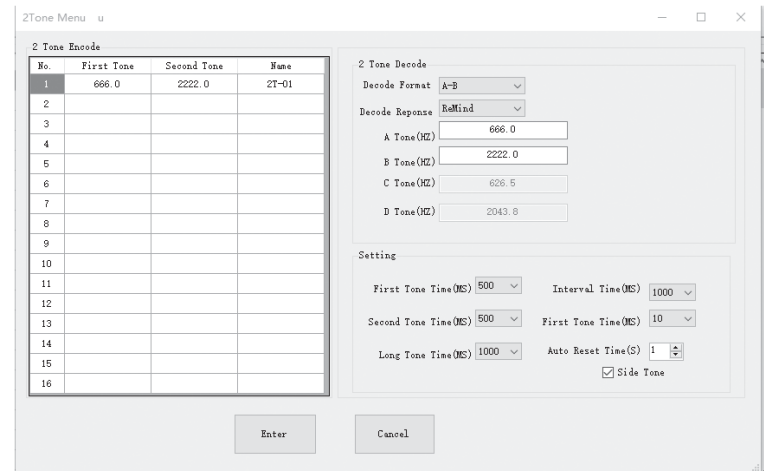 2Tone Menu u
2 Tone Encode
No. First Tone Second Tone Name
1 666.0 2222.0 2T-01
2
3
4
5
6
7
8
9
10
11
12
13
14
15
16
2 Tone Decode
Decode Format A-B
Decode Reponse ReMind
A Tone(HZ) 666.0
B Tone(HZ) 2222.0
C Tone(HZ) 626.5
D Tone(HZ) 2043.8
Setting
First Tone Time(MS) 500 Interval Time(MS) 1000
Second Tone Time(MS) 500 First Tone Time(MS) 10
Long Tone Time(MS) 1000 Auto Reset Time(S) 1
Side Tone
Enter Cancel